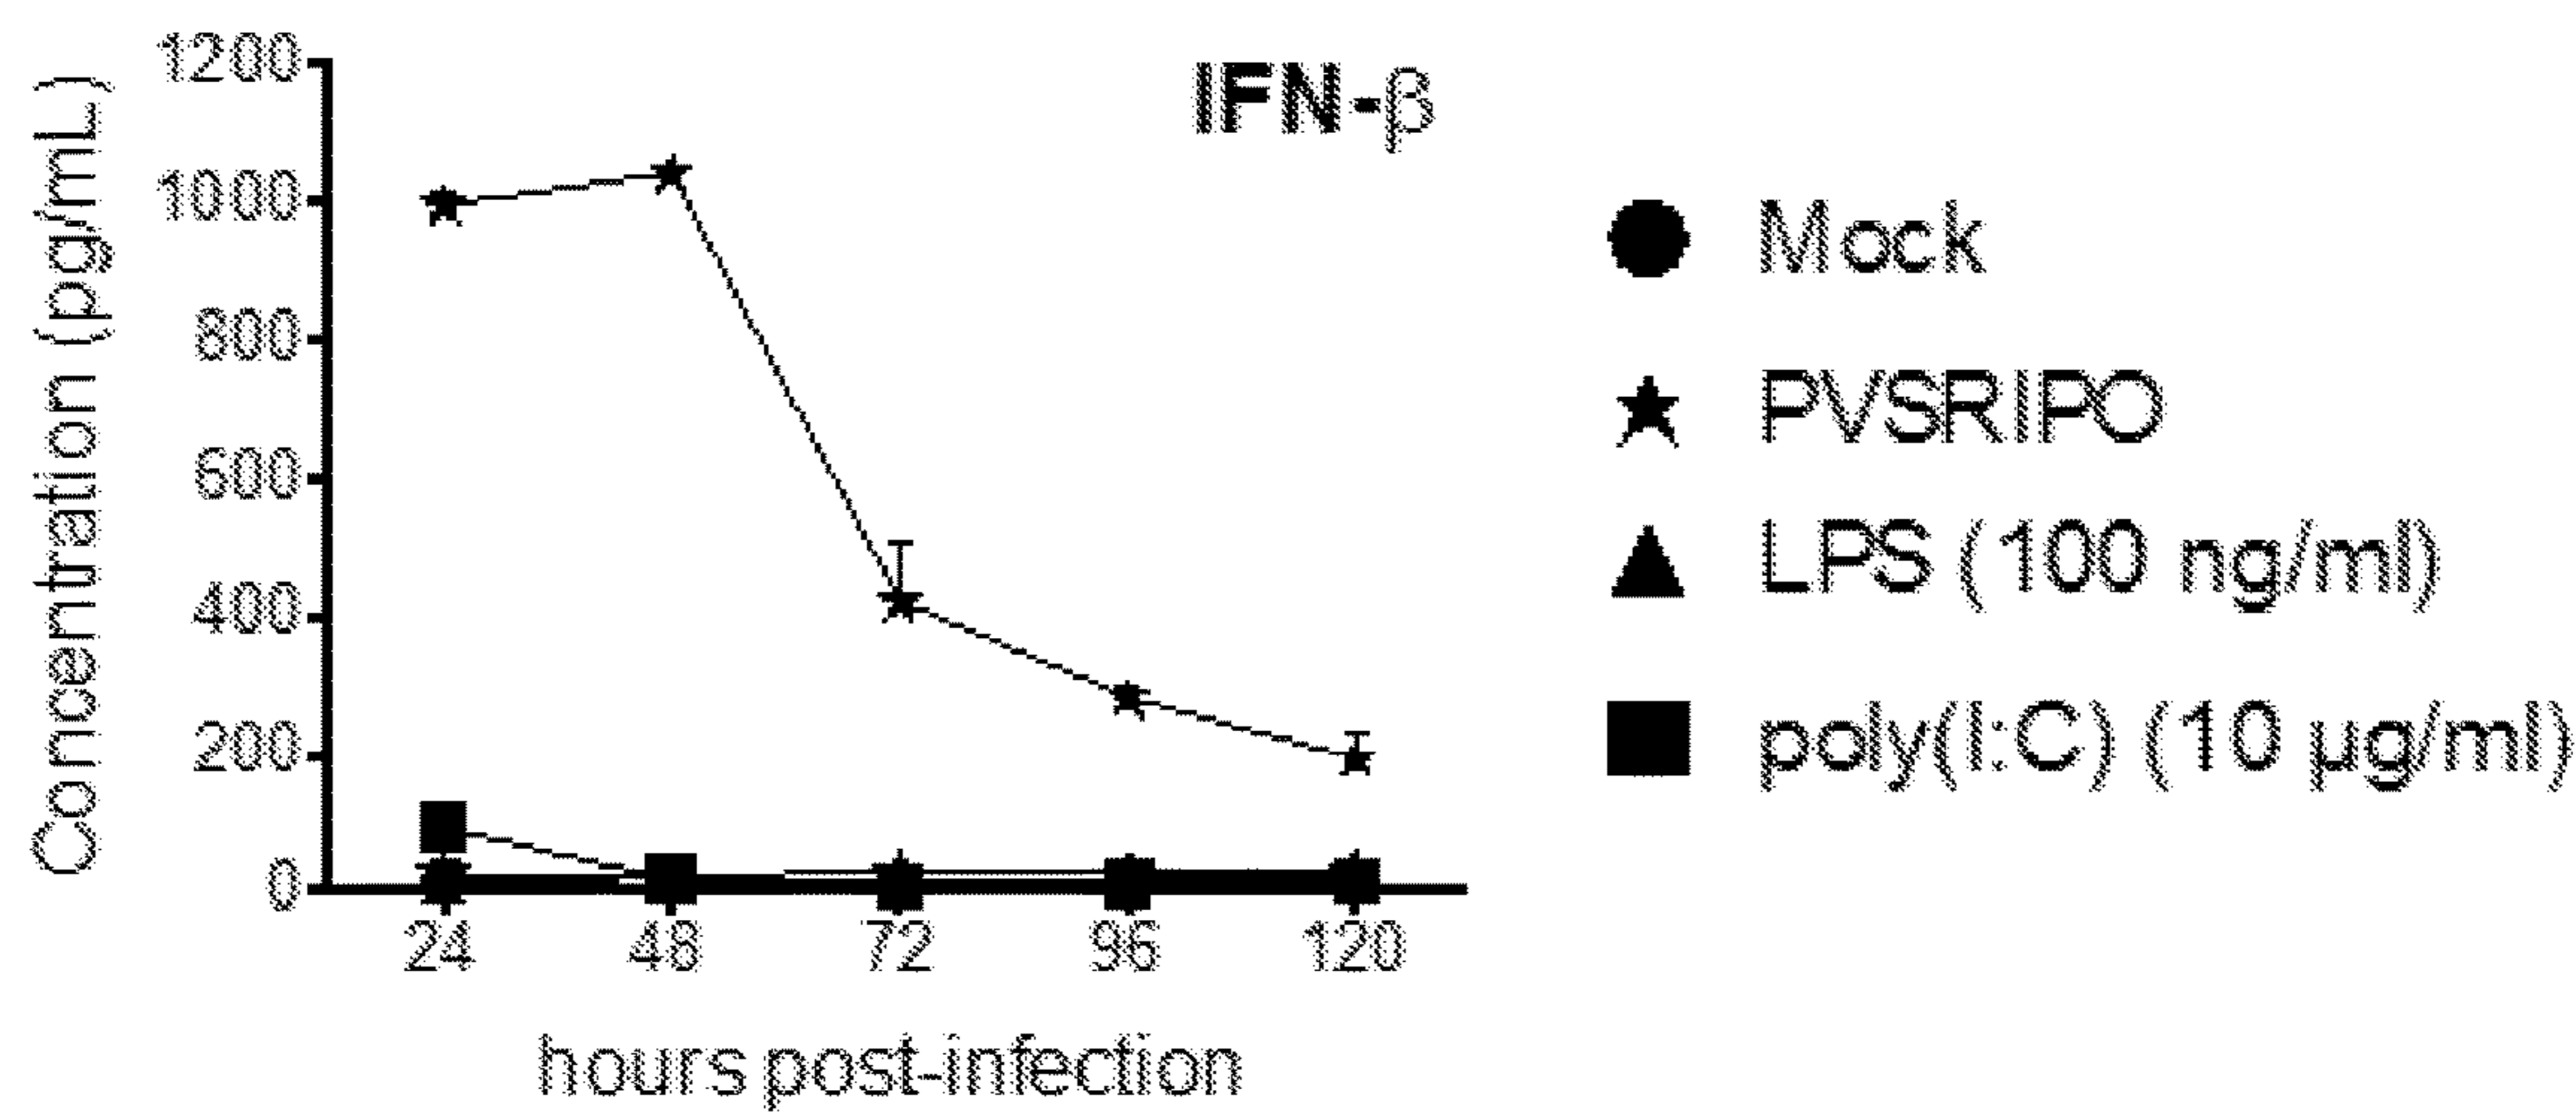 IFN-β
Concentration (pg/mL)
1200
1000
800
600
400
200
0
24 48 72 96 120
hours post-infection
Mock
PVSRIPO
LPS (100 ng/ml)
poly(I:C) (10 µg/ml)